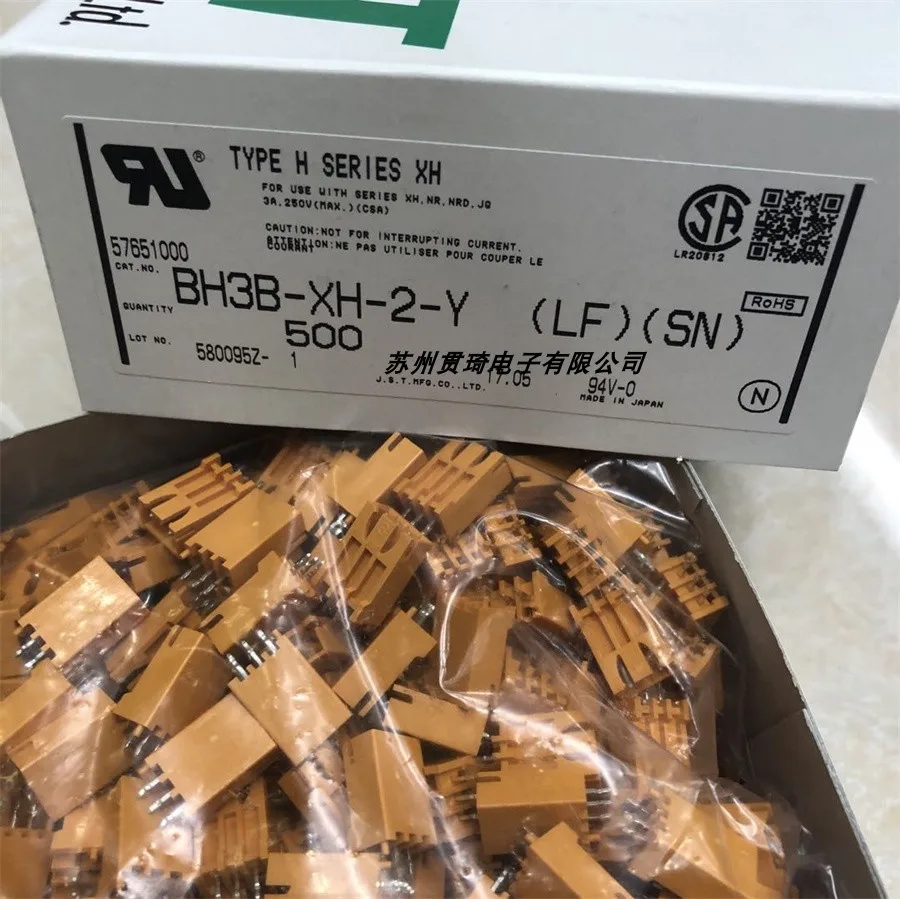 Ltd.
® TYPE H SERIES XH
FOR USE WITH SERIES XH,NR,NRD,JQ
3A,250V(MAX.)(CSA)
CAUTION:NOT FOR INTERRUPTING CURRENT.
ATTENTION:NE PAS UTILISER POUR COUPER LE
COURANT
LR20812
57651000
CAT.NO. BH3B-XH-2-Y (LF)(SN)
RoHS
QUANTITY 500
LOT NO. 580095Z- 1
苏州贯琦电子有限公司
17.05 94V-0
J.S.T.MFG.CO.,LTD. MADE IN JAPAN
N